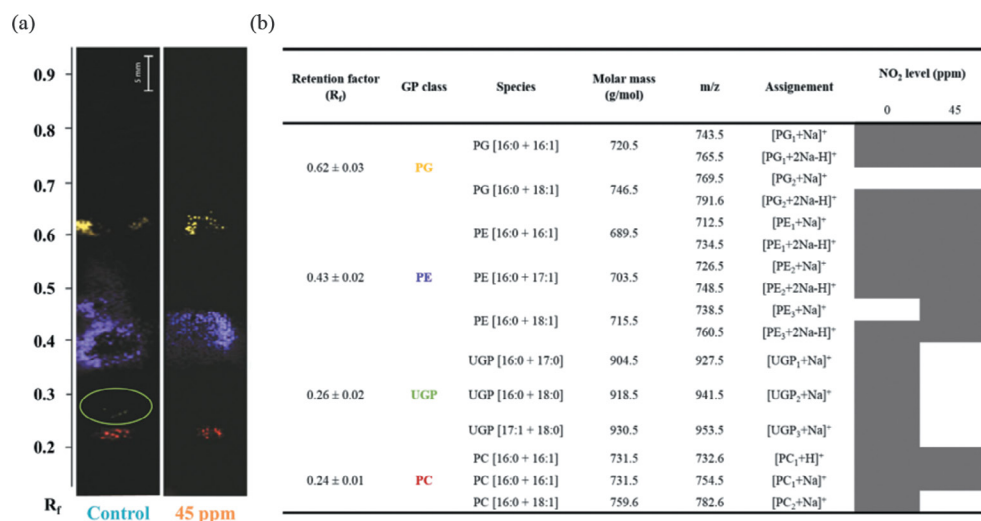 (a)
0.9
0.8
0.7
0.6
0.5
0.4
0.3
0.2
R_f
5 mm
Control 45 ppm
(b)
Retention factor (R_f) GP class Species Molar mass (g/mol) m/z Assignement NO₂ level (ppm)
0 45
0.62 ± 0.03 PG
PG [16:0 + 16:1] 720.5
743.5 [PG₁+Na]⁺
765.5 [PG₁+2Na-H]⁺
PG [16:0 + 18:1] 746.5
769.5 [PG₂+Na]⁺
791.6 [PG₂+2Na-H]⁺
0.43 ± 0.02 PE
PE [16:0 + 16:1] 689.5
712.5 [PE₁+Na]⁺
734.5 [PE₁+2Na-H]⁺
PE [16:0 + 17:1] 703.5
726.5 [PE₂+Na]⁺
748.5 [PE₂+2Na-H]⁺
PE [16:0 + 18:1] 715.5
738.5 [PE₃+Na]⁺
760.5 [PE₃+2Na-H]⁺
0.26 ± 0.02 UGP
UGP [16:0 + 17:0] 904.5 927.5 [UGP₁+Na]⁺
UGP [16:0 + 18:0] 918.5 941.5 [UGP₂+Na]⁺
UGP [17:1 + 18:0] 930.5 953.5 [UGP₃+Na]⁺
0.24 ± 0.01 PC
PC [16:0 + 16:1] 731.5 732.6 [PC₁+H]⁺
PC [16:0 + 16:1] 731.5 754.5 [PC₁+Na]⁺
PC [16:0 + 18:1] 759.6 782.6 [PC₂+Na]⁺